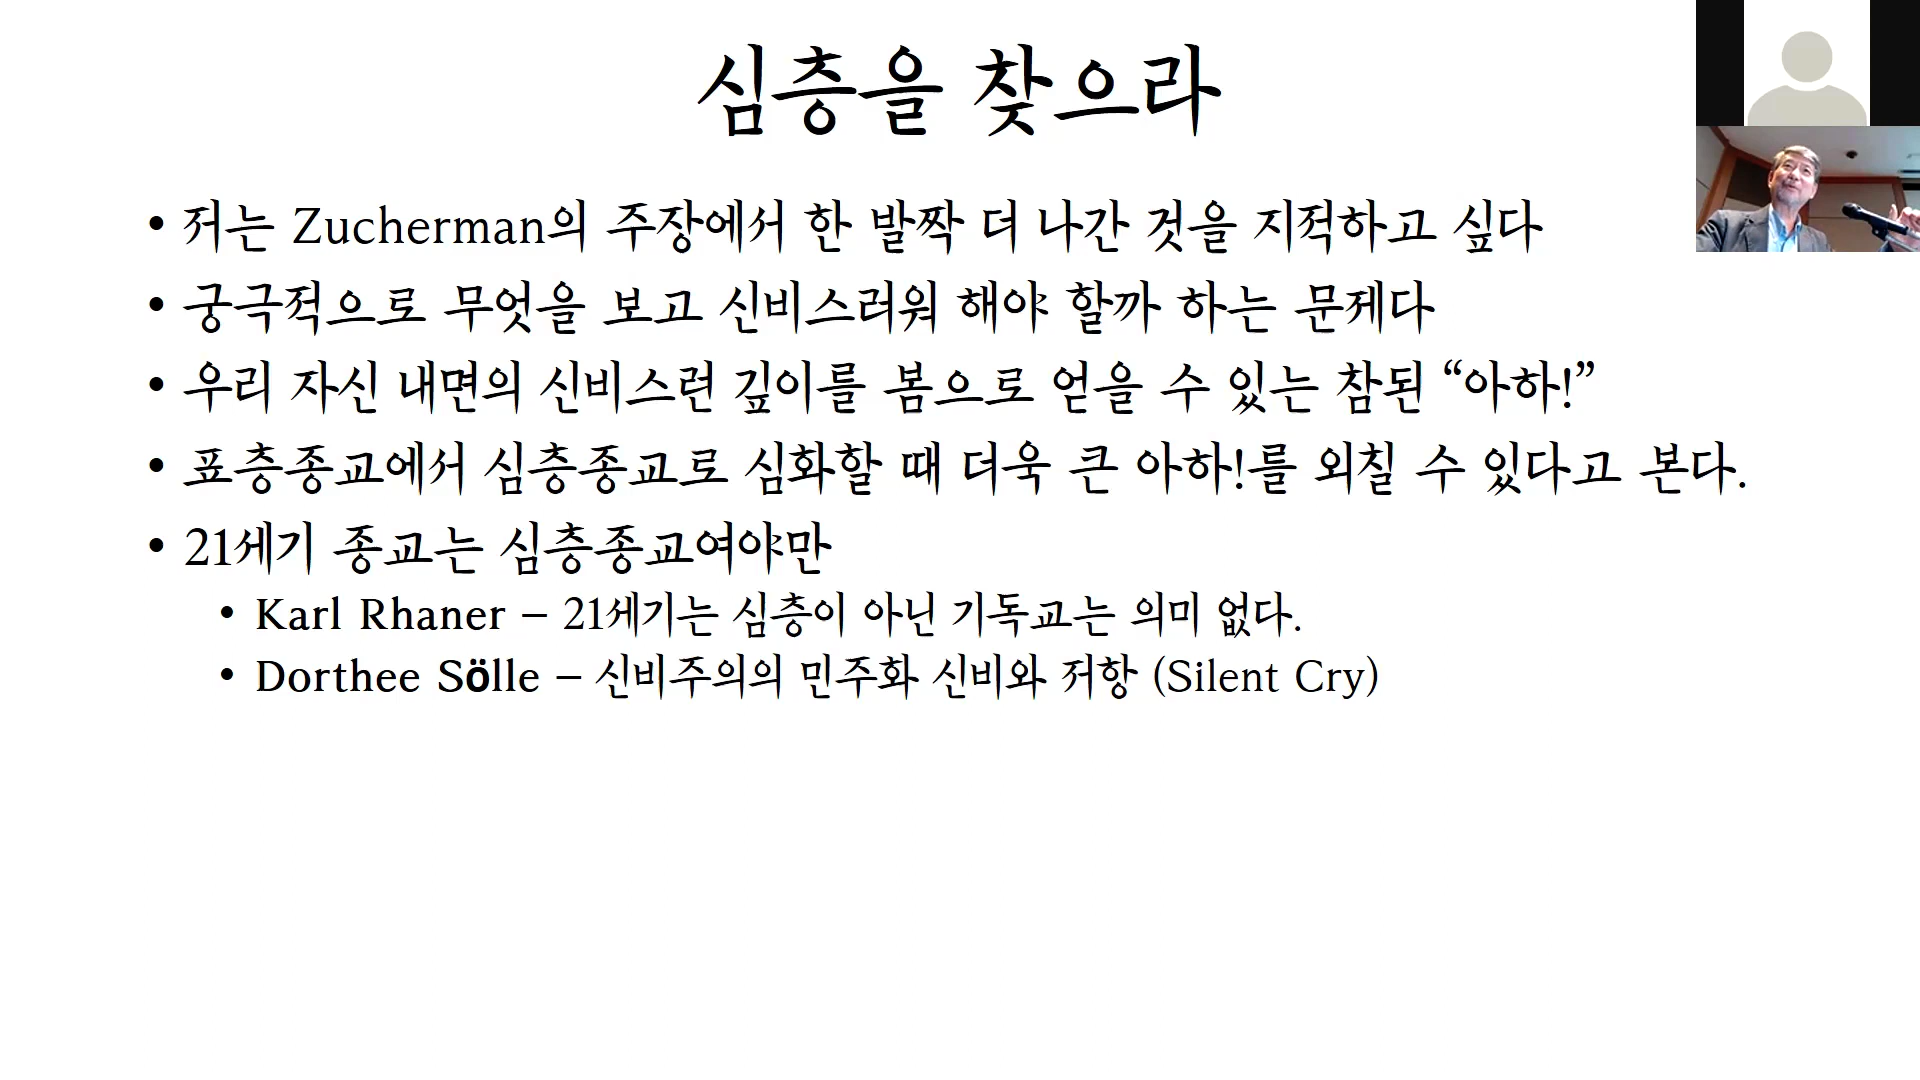 심층을 찾으라
• 저는 Zucherman의 주장에서 한 발짝 더 나간 것을 지적하고 싶다
• 궁극적으로 무엇을 보고 신비스러워 해야 할까 하는 문제다
• 우리 자신 내면의 신비스런 깊이를 봄으로 얻을 수 있는 참된 “아하!”
• 표층종교에서 심층종교로 심화할 때 더욱 큰 아하!를 외칠 수 있다고 본다.
• 21세기 종교는 심층종교여야만
• Karl Rhaner – 21세기는 심층이 아닌 기독교는 의미 없다.
• Dorthee Sölle – 신비주의의 민주화 신비와 저항 (Silent Cry)